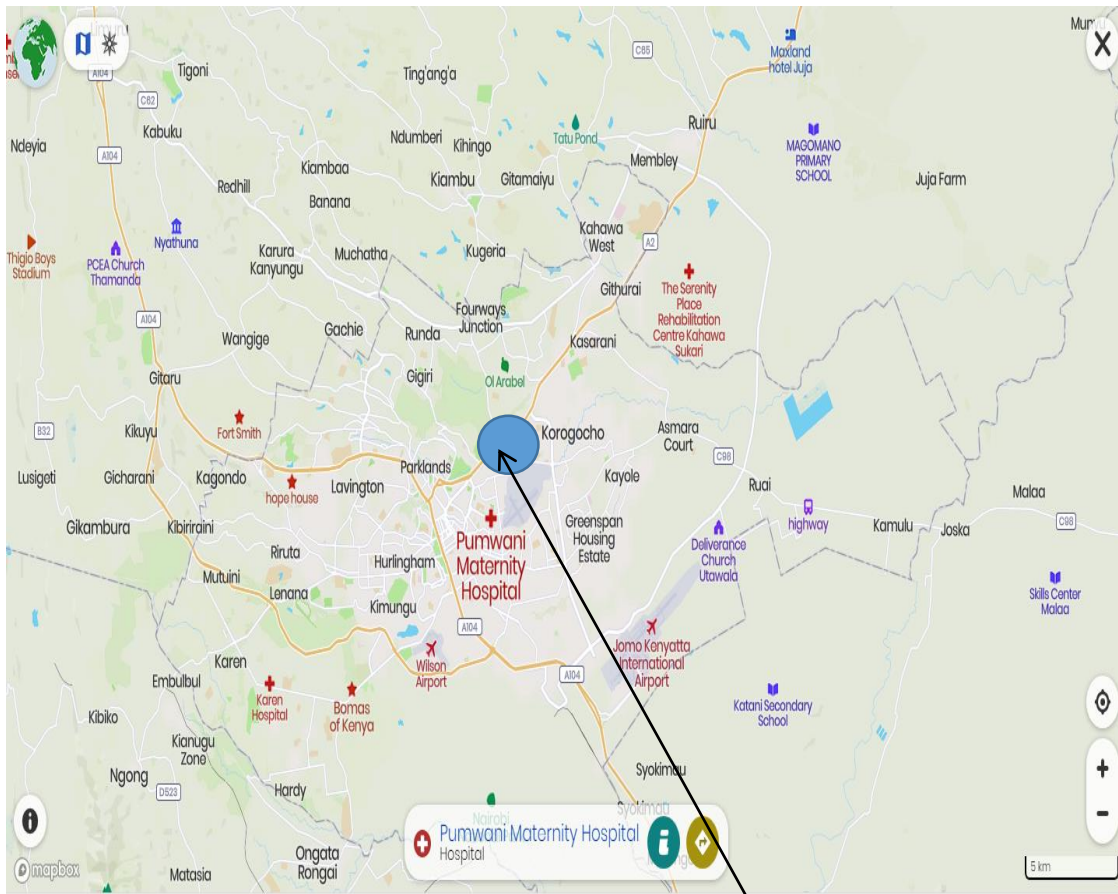 Limuru
Munyu
A104
Tigoni
Ting'ang'a
C65
Maxland
hotel Juja
C62
Kabuku
Ndumberi
Kihingo
Tatu Pond
Ruiru
MAGOMANO
PRIMARY
SCHOOL
Ndeyia
A104
Kiambaa
Kiambu
Gitamaiyu
Membley
Juja Farm
Redhill
Banana
Nyathuna
Kahawa
West
A2
Thigio Boys
Stadium
PCEA Church
Thamanda
Karura
Kanyungu
Muchatha
Kugeria
The Serenity
Place
Rehabilitation
Centre Kahawa
Sukari
Githurai
A104
Wangige
Gachie
Runda
Fourways
Junction
Kasarani
Gitaru
Gigiri
Ol Arabel
B32
Kikuyu
Fort Smith
Korogocho
Asmara
Court
C98
Lusigeti
Gicharani
Kagondo
hope house
Lavington
Parklands
Kayole
Ruai
Malaa
Gikambura
Kibiriraini
Pumwani
Maternity
Hospital
Greenspan
Housing
Estate
highway
Kamulu
Joska
C98
Riruta
Hurlingham
Deliverance
Church
Utawala
Mutuini
Lenana
Kimungu
Skills Center
Malaa
A104
Karen
Wilson
Airport
Jomo Kenyatta
International
Airport
A104
Embulbul
Karen
Hospital
Bomas
of Kenya
Katani Secondary
School
Kibiko
Kianugu
Zone
Ngong
D523
Hardy
Syokimau
Syokimau
Nairobi
Pumwani Maternity Hospital
Hospital
Ongata
Rongai
Matasia
mapbox
5 km